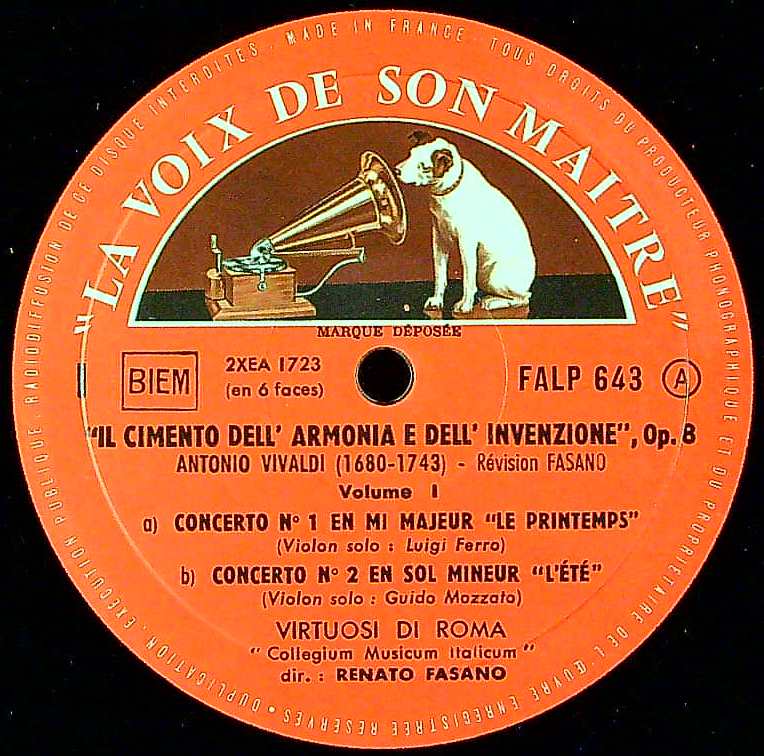 DUPLICATION. EXÉCUTION PUBLIQUE. RADIODIFFUSION DE CE DISQUE INTERDITES. MADE IN FRANCE. TOUS DROITS DU PRODUCTEUR PHONOGRAPHIQUE ET DU PROPRIÉTAIRE DE L'ŒUVRE ENREGISTRÉE RÉSERVÉS •
"LA VOIX DE SON MAITRE"
MARQUE DÉPOSÉE
BIEM
2XEA 1723
(en 6 faces)
FALP 643 A
"IL CIMENTO DELL' ARMONIA E DELL' INVENZIONE", Op. 8
ANTONIO VIVALDI (1680-1743) - Révision FASANO
Volume I
a) CONCERTO N° 1 EN MI MAJEUR "LE PRINTEMPS"
(Violon solo : Luigi Ferro)
b) CONCERTO N° 2 EN SOL MINEUR "L'ÉTÉ"
(Violon solo : Guido Mozzato)
VIRTUOSI DI ROMA
" Collegium Musicum Italicum "
dir. : RENATO FASANO